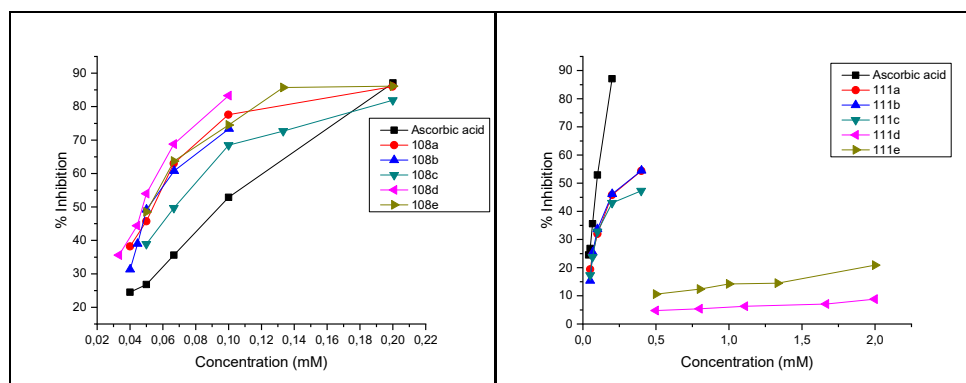 % Inhibition
90
80
70
60
50
40
30
20
0,02 0,04 0,06 0,08 0,10 0,12 0,14 0,16 0,18 0,20 0,22
Concentration (mM)
Ascorbic acid
108a
108b
108c
108d
108e
% Inhibition
90
80
70
60
50
40
30
20
10
0
0,0 0,5 1,0 1,5 2,0
Concentration (mM)
Ascorbic acid
111a
111b
111c
111d
111e